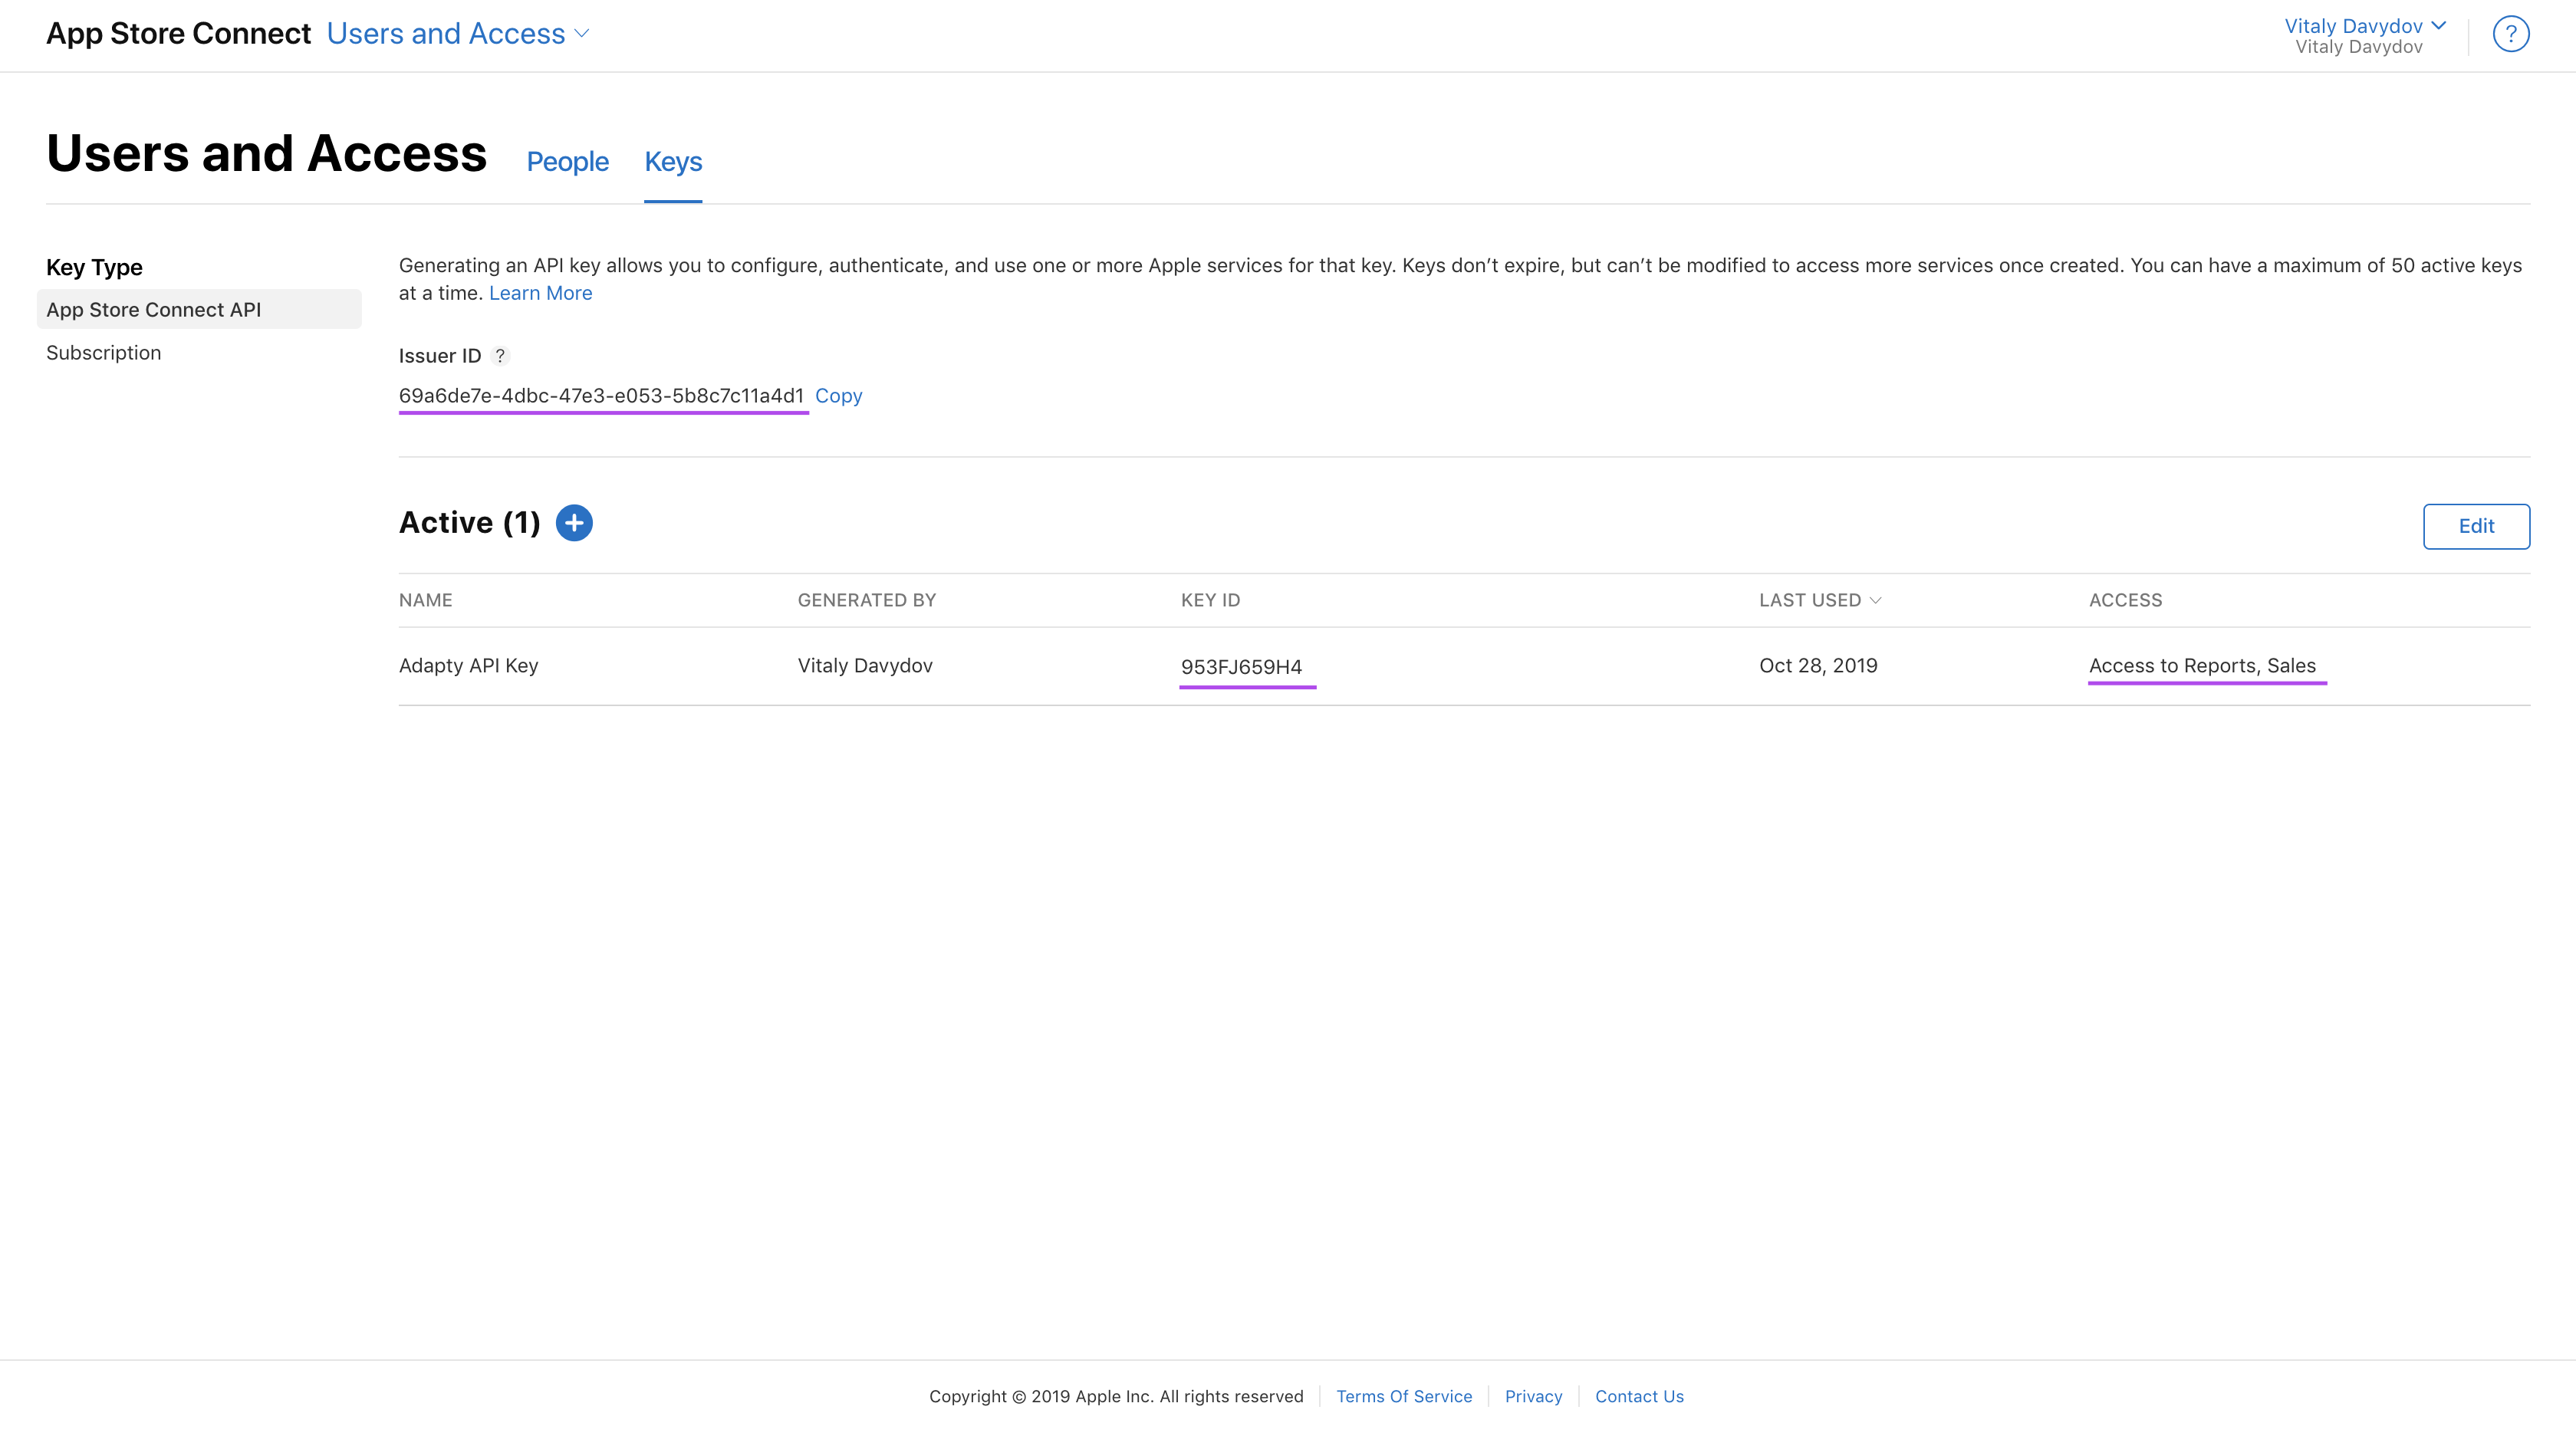 App Store Connect Users and Access
Vitaly Davydov
Vitaly Davydov
?
Users and Access People Keys
Key Type
App Store Connect API
Subscription
Generating an API key allows you to configure, authenticate, and use one or more Apple services for that key. Keys don’t expire, but can’t be modified to access more services once created. You can have a maximum of 50 active keys
at a time. Learn More
Issuer ID ?
69a6de7e-4dbc-47e3-e053-5b8c7c11a4d1 Copy
Active (1)
Edit
NAME GENERATED BY KEY ID LAST USED ACCESS
Adapty API Key Vitaly Davydov 953FJ659H4 Oct 28, 2019 Access to Reports, Sales
Copyright © 2019 Apple Inc. All rights reserved Terms Of Service Privacy Contact Us